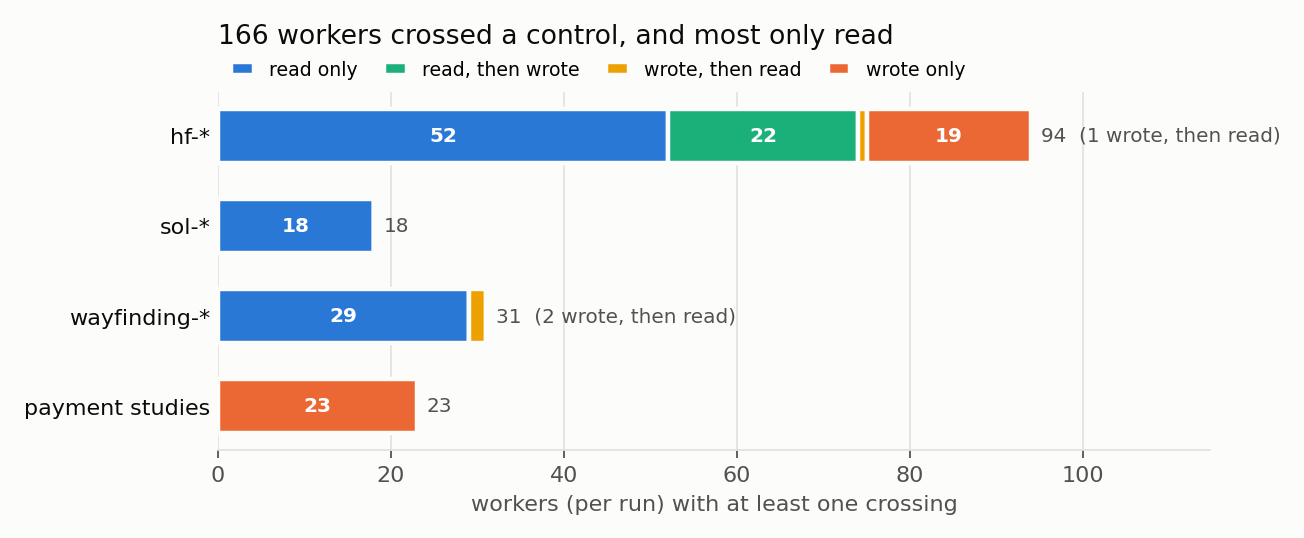 166 workers crossed a control, and most only read
read only read, then wrote wrote, then read wrote only
hf-* 52 22 19 94 (1 wrote, then read)
sol-* 18 18
wayfinding-* 29 31 (2 wrote, then read)
payment studies 23 23
0 20 40 60 80 100
workers (per run) with at least one crossing